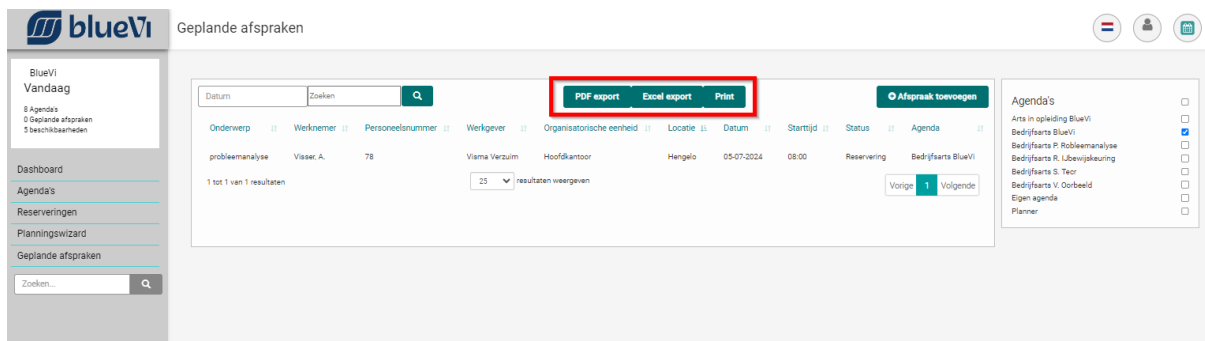 blueVi
Geplande afspraken
BlueVi
Vandaag
8 Agenda's
0 Geplande afspraken
5 beschikbaarheden
Dashboard
Agenda's
Reserveringen
Planningswizard
Geplande afspraken
Zoeken...
Datum Zoeken PDF export Excel export Print Afspraak toevoegen
Onderwerp Werknemer Personeelsnummer Werkgever Organisatorische eenheid Locatie Datum Starttijd Status Agenda
probleemanalyse Visser, A. 78 Visma Verzuim Hoofdkantoor Hengelo 05-07-2024 08:00 Reservering Bedrijfsarts BlueVi
1 tot 1 van 1 resultaten 25 resultaten weergeven Vorige 1 Volgende
Agenda's
Arts in opleiding BlueVi
Bedrijfsarts BlueVi
Bedrijfsarts P. Robleemanalyse
Bedrijfsarts R. IJbewijskeuring
Bedrijfsarts S. Tecr
Bedrijfsarts V. Oorbeeld
Eigen agenda
Planner